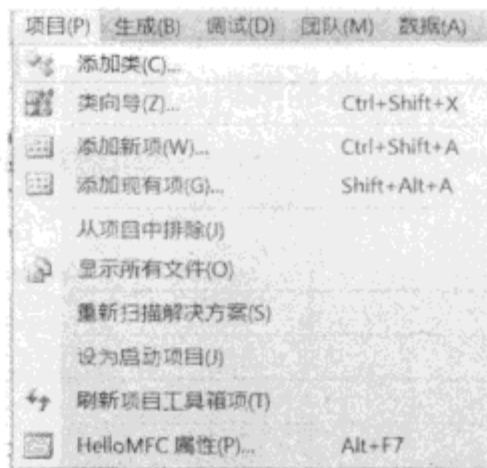 项目(P) 生成(B) 调试(D) 团队(M) 数据(A)
添加类(C)...
类向导(Z)... Ctrl+Shift+X
添加新项(W)... Ctrl+Shift+A
添加现有项(G)... Shift+Alt+A
从项目中排除(J)
显示所有文件(O)
重新扫描解决方案(S)
设为启动项目(J)
刷新项目工具箱项(T)
HelloMFC 属性(P)... Alt+F7